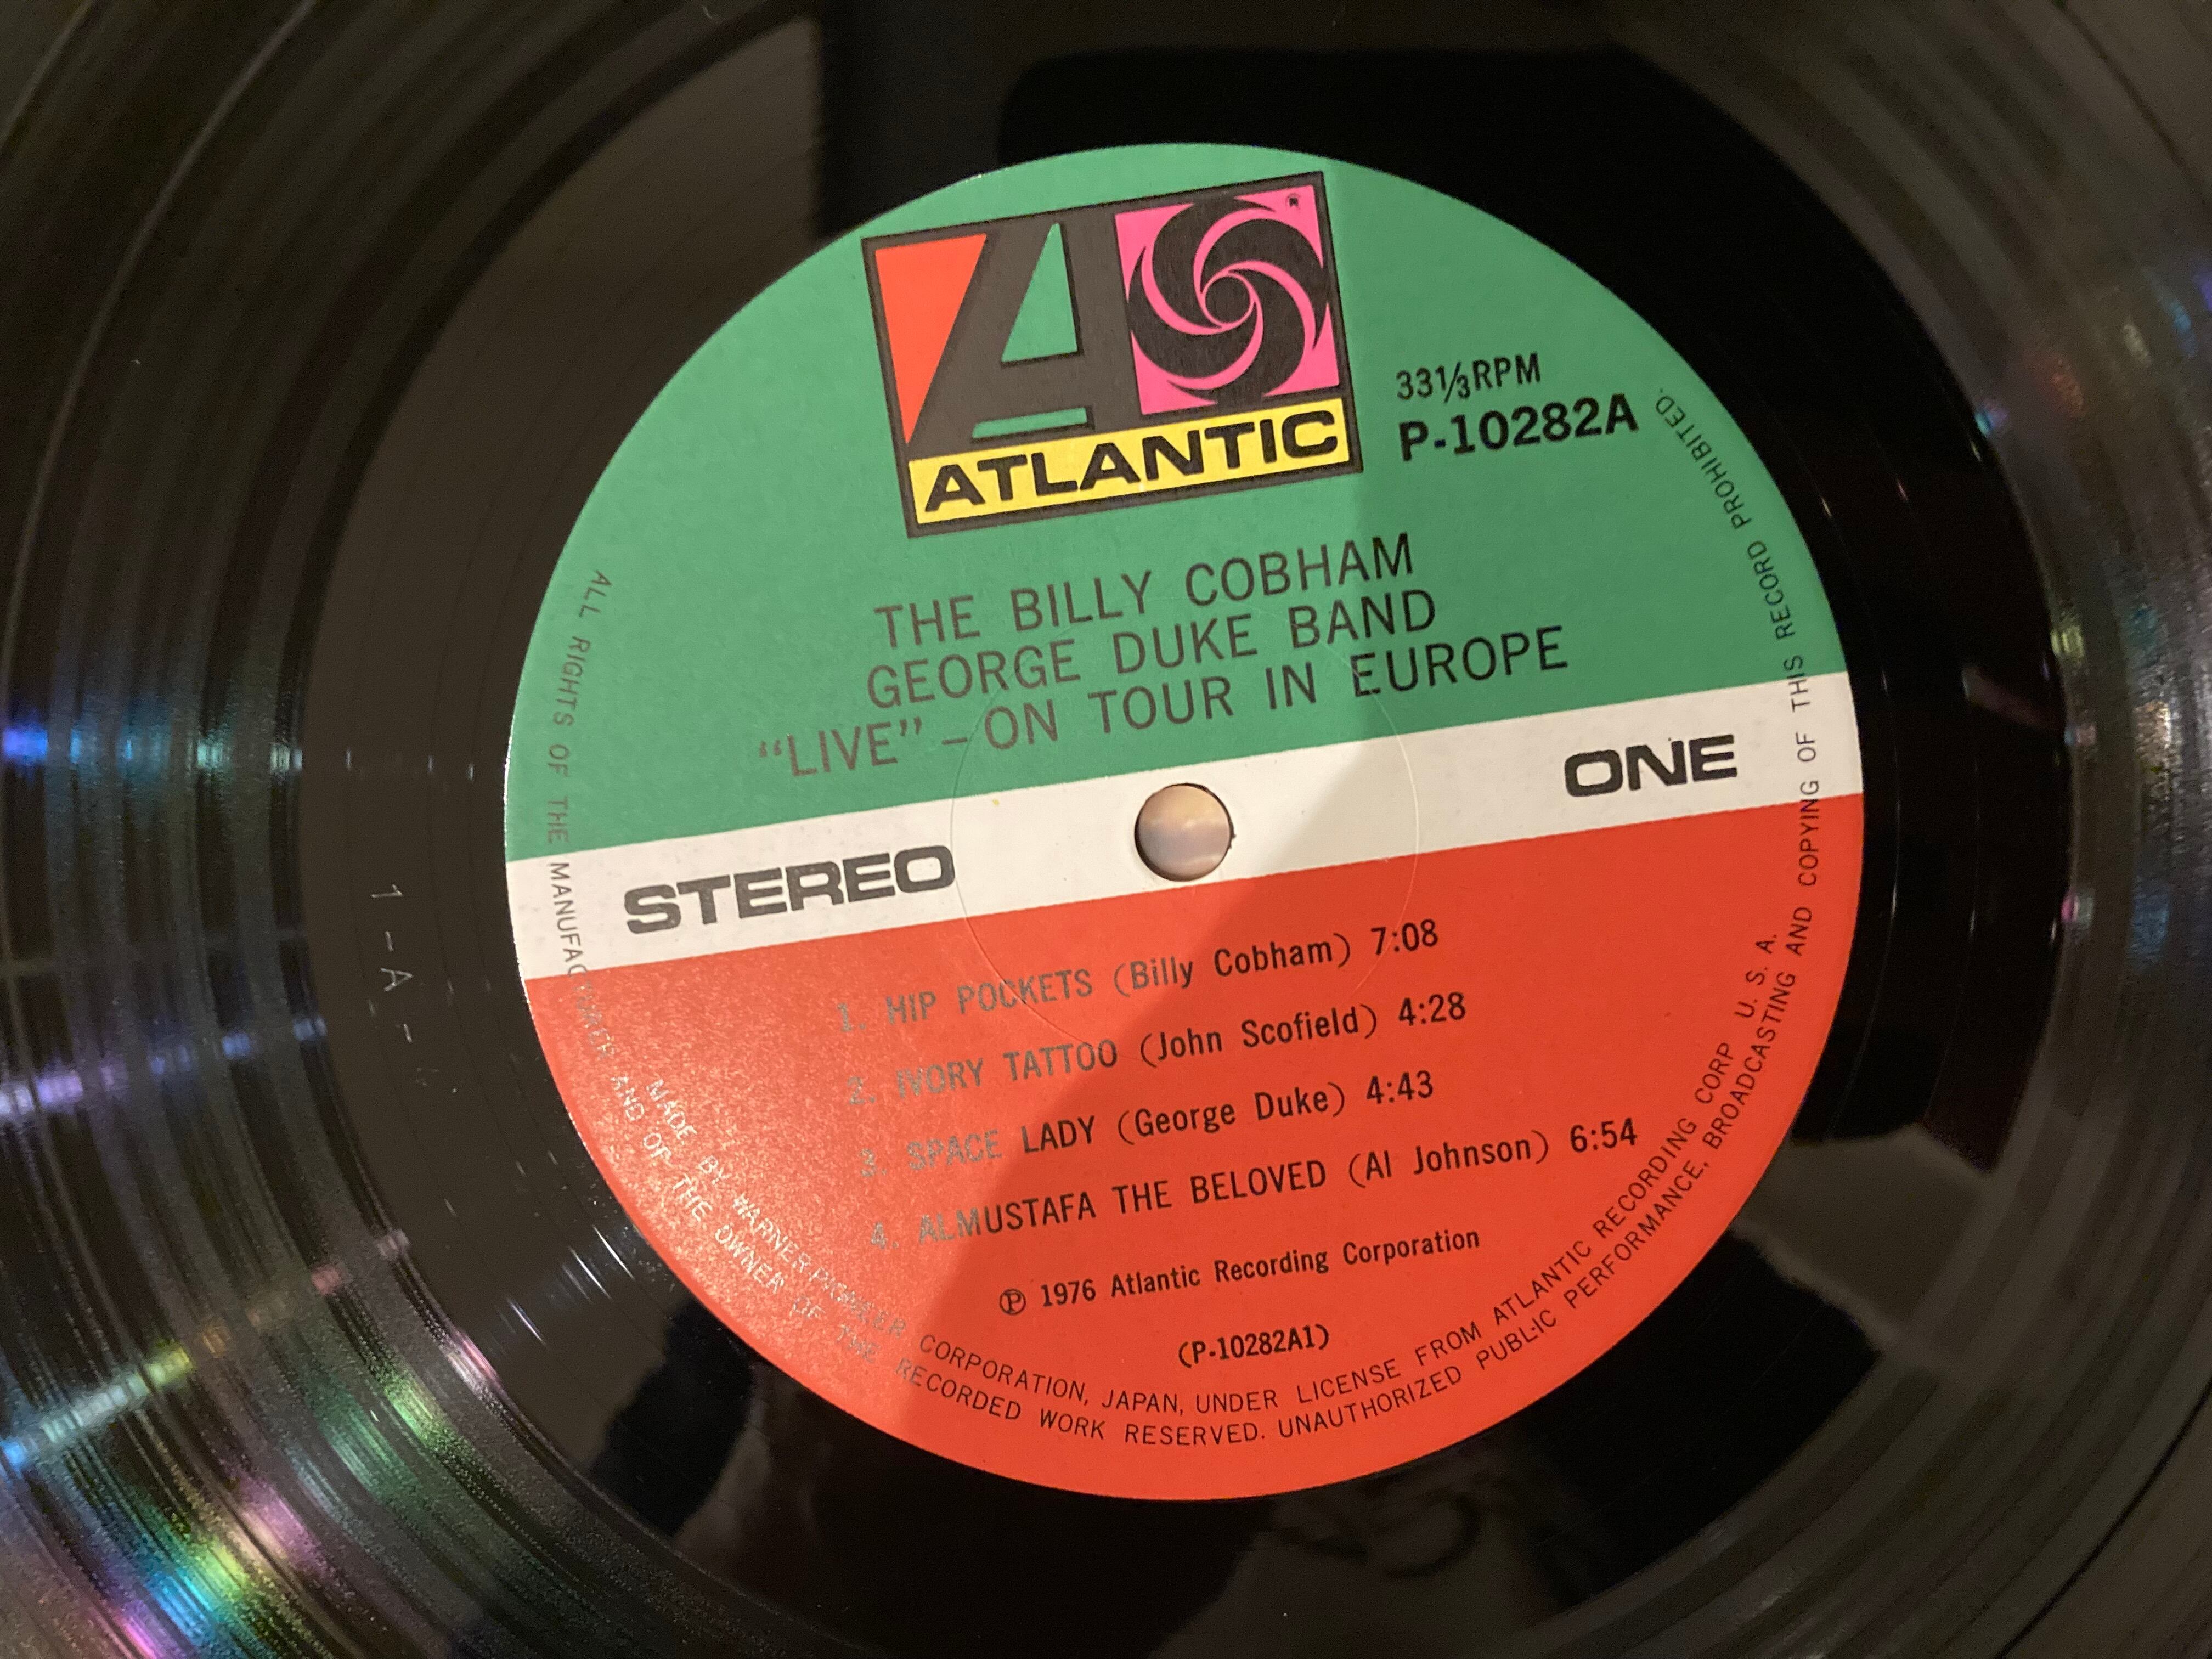 ATLANTIC
®
33⅓RPM
P-10282A
THE BILLY COBHAM
GEORGE DUKE BAND
"LIVE" – ON TOUR IN EUROPE
STEREO
ONE
1. HIP POCKETS (Billy Cobham) 7:08
2. IVORY TATTOO (John Scofield) 4:28
3. SPACE LADY (George Duke) 4:43
4. ALMUSTAFA THE BELOVED (Al Johnson) 6:54
℗ 1976 Atlantic Recording Corporation
(P-10282A1)
MADE BY WARNER-PIONEER CORPORATION, JAPAN, UNDER LICENSE FROM ATLANTIC RECORDING CORP U. S. A.
ALL RIGHTS OF THE MANUFACTURER AND OF THE OWNER OF THE RECORDED WORK RESERVED. UNAUTHORIZED PUBLIC PERFORMANCE, BROADCASTING AND COPYING OF THIS RECORD PROHIBITED.
1-A-